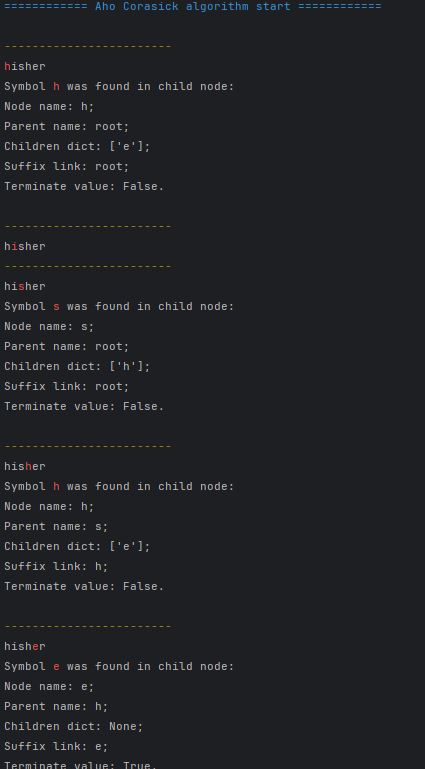 ============ Aho Corasick algorithm start ============
------------------------
hisher
Symbol h was found in child node:
Node name: h;
Parent name: root;
Children dict: ['e'];
Suffix link: root;
Terminate value: False.
------------------------
hisher
------------------------
hisher
Symbol s was found in child node:
Node name: s;
Parent name: root;
Children dict: ['h'];
Suffix link: root;
Terminate value: False.
------------------------
hisher
Symbol h was found in child node:
Node name: h;
Parent name: s;
Children dict: ['e'];
Suffix link: h;
Terminate value: False.
------------------------
hisher
Symbol e was found in child node:
Node name: e;
Parent name: h;
Children dict: None;
Suffix link: e;
Terminate value: True.